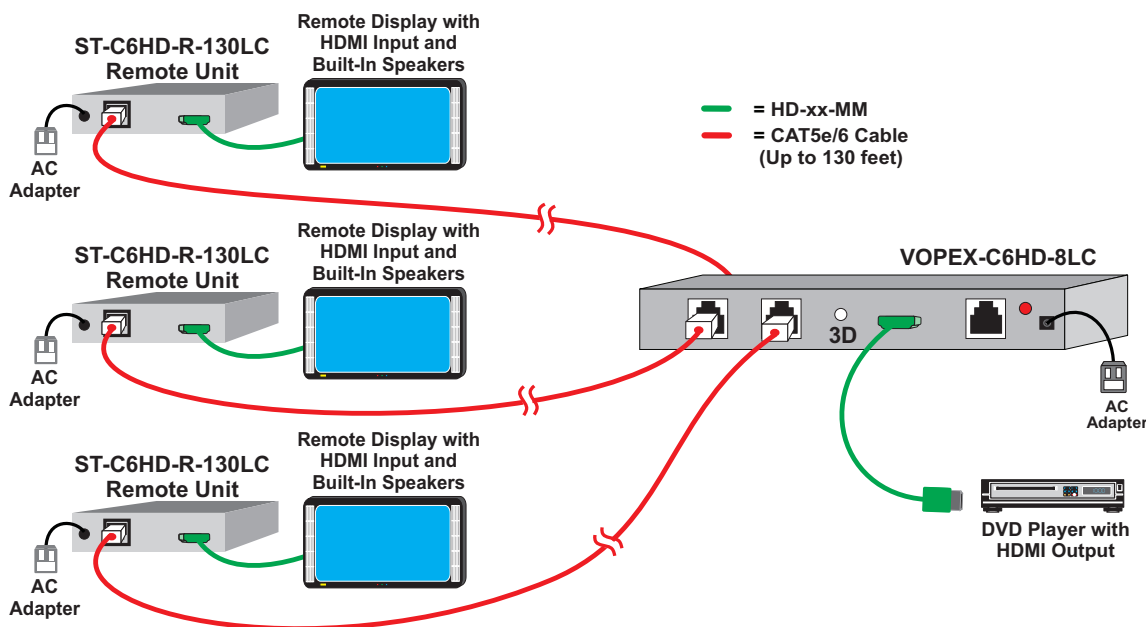 Remote Display with
HDMI Input and
Built-In Speakers
ST-C6HD-R-130LC
Remote Unit
AC
Adapter
= HD-xx-MM
= CAT5e/6 Cable
(Up to 130 feet)
Remote Display with
HDMI Input and
Built-In Speakers
ST-C6HD-R-130LC
Remote Unit
AC
Adapter
VOPEX-C6HD-8LC
3D
AC
Adapter
Remote Display with
HDMI Input and
Built-In Speakers
ST-C6HD-R-130LC
Remote Unit
AC
Adapter
DVD Player with
HDMI Output